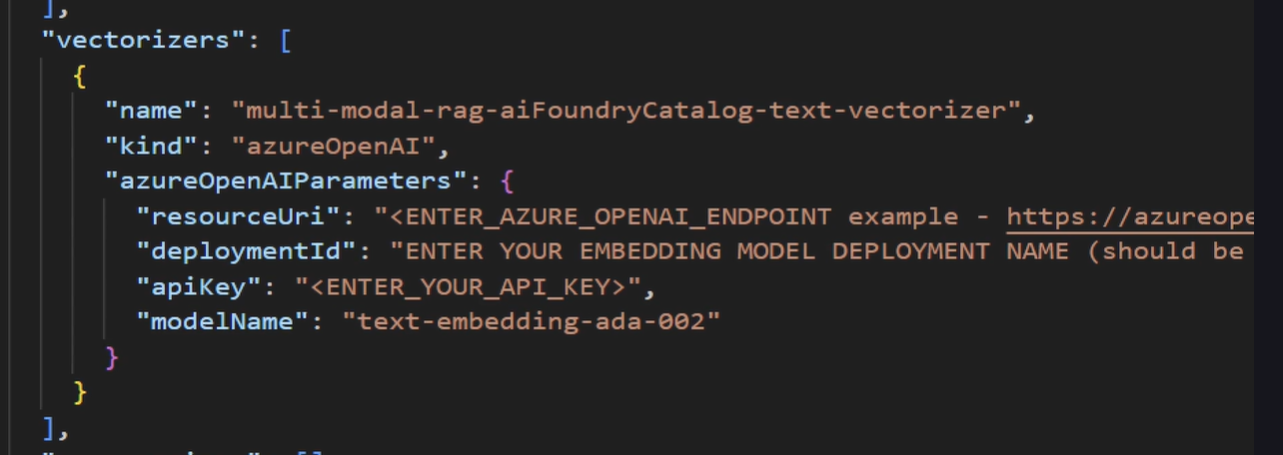 ],
"vectorizers": [
{
"name": "multi-modal-rag-aiFoundryCatalog-text-vectorizer",
"kind": "azureOpenAI",
"azureOpenAIParameters": {
"resourceUri": "<ENTER_AZURE_OPENAI_ENDPOINT example - https://azureope
"deploymentId": "ENTER YOUR EMBEDDING MODEL DEPLOYMENT NAME (should be
"apiKey": "<ENTER_YOUR_API_KEY>",
"modelName": "text-embedding-ada-002"
}
}
],